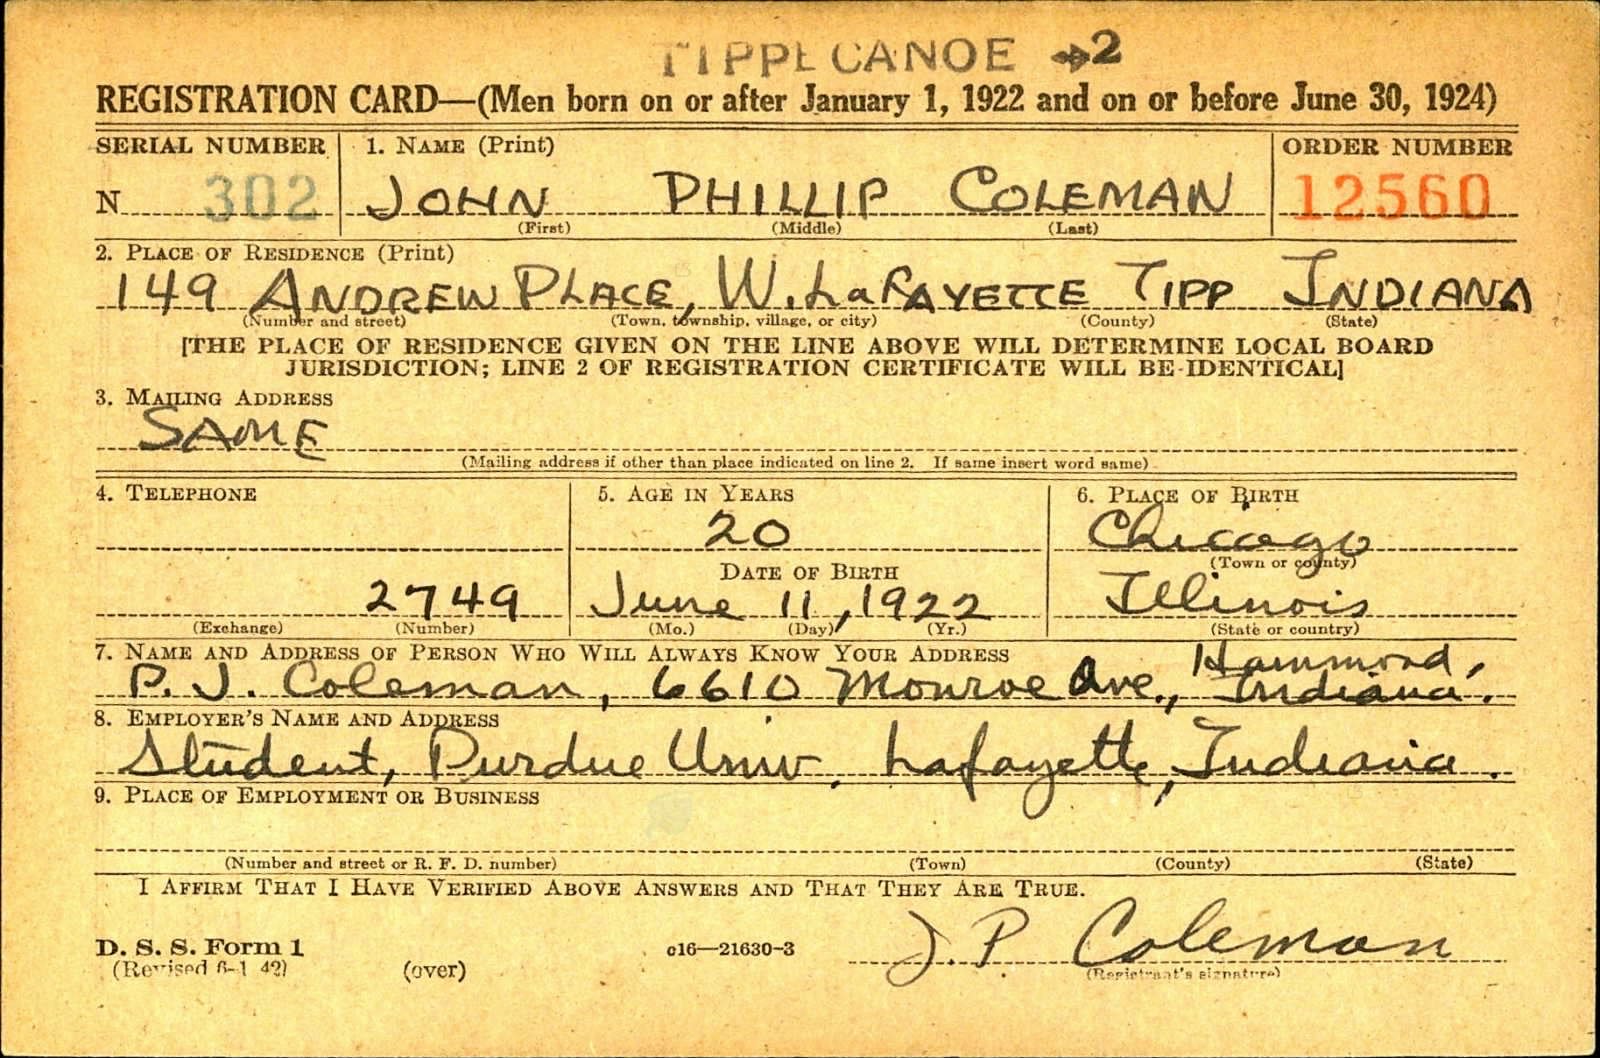 TIPPECANOE →2
REGISTRATION CARD—(Men born on or after January 1, 1922 and on or before June 30, 1924)
SERIAL NUMBER 1. NAME (Print) ORDER NUMBER
N 302 JOHN PHILLIP COLEMAN 12560
(First) (Middle) (Last)
2. PLACE OF RESIDENCE (Print)
149 ANDREW PLACE, W. LaFAYETTE TIPP INDIANA
(Number and street) (Town, township, village, or city) (County) (State)
[THE PLACE OF RESIDENCE GIVEN ON THE LINE ABOVE WILL DETERMINE LOCAL BOARD
JURISDICTION; LINE 2 OF REGISTRATION CERTIFICATE WILL BE IDENTICAL]
3. MAILING ADDRESS
SAME
(Mailing address if other than place indicated on line 2. If same insert word same)
4. TELEPHONE 5. AGE IN YEARS 6. PLACE OF BIRTH
20 Chicago
DATE OF BIRTH (Town or county)
2749 June 11, 1922 Illinois
(Exchange) (Number) (Mo.) (Day) (Yr.) (State or country)
7. NAME AND ADDRESS OF PERSON WHO WILL ALWAYS KNOW YOUR ADDRESS
P. J. Coleman, 6610 Monroe Ave., Hammond, Indiana.
8. EMPLOYER'S NAME AND ADDRESS
Student, Purdue Univ, Lafayette, Indiana.
9. PLACE OF EMPLOYMENT OR BUSINESS
(Number and street or R. F. D. number) (Town) (County) (State)
I AFFIRM THAT I HAVE VERIFIED ABOVE ANSWERS AND THAT THEY ARE TRUE.
D. S. S. Form 1 c16—21630-3 J. P. Coleman
(Revised 6-1 42) (over) (Registrant's signature)